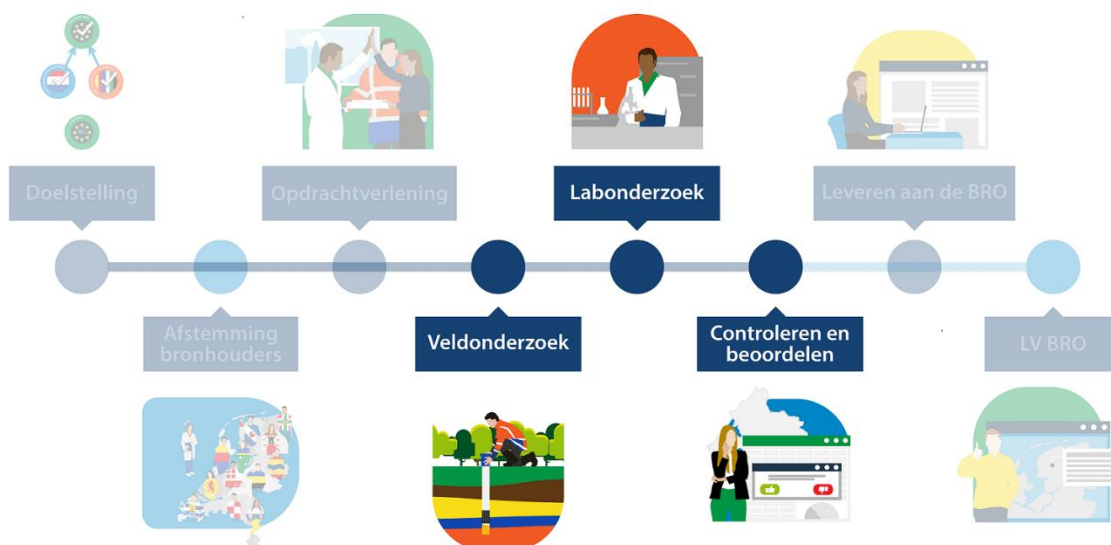 Doelstelling
Opdrachtverlening
Labonderzoek
Leveren aan de BRO
Afstemming
bronhouders
Veldonderzoek
Controleren en
beoordelen
LV BRO